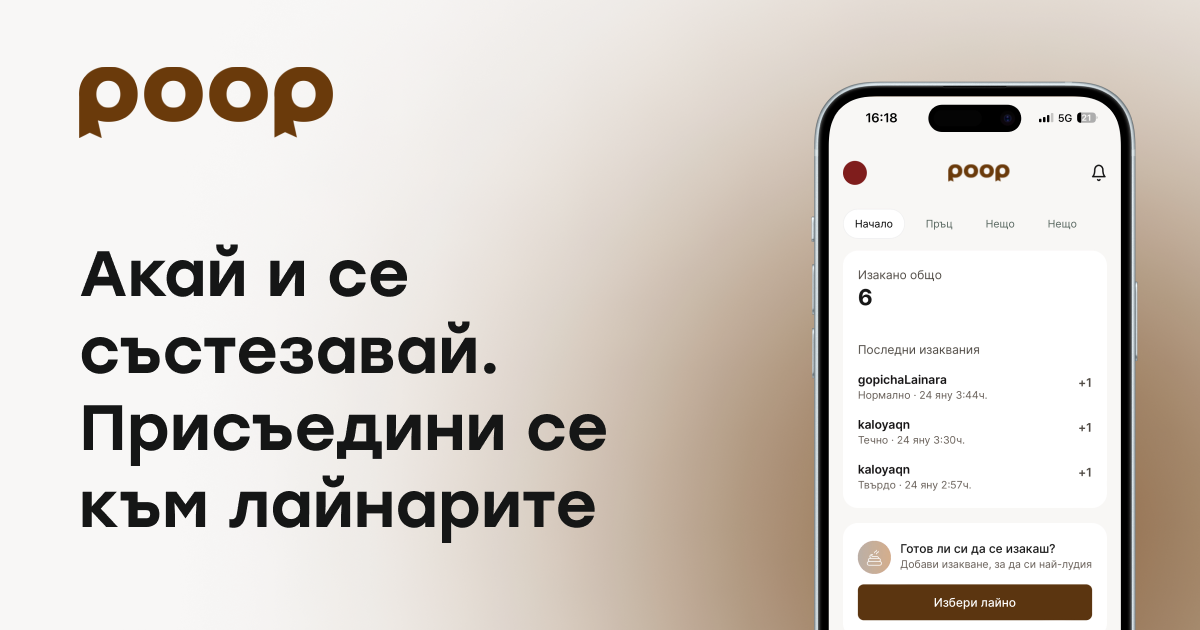 poop
Акай и се
състезавай.
Присъедини се
към лайнарите
16:18
5G 21
poop
Начало Пръц Нещо Нещо
Изакано общо
6
Последни изаквания
gopichaLainara +1
Нормално · 24 яну 3:44ч.
kaloyaqn +1
Течно · 24 яну 3:30ч.
kaloyaqn +1
Твърдо · 24 яну 2:57ч.
Готов ли си да се изакаш?
Добави изакване, за да си най-лудия
Избери лайно